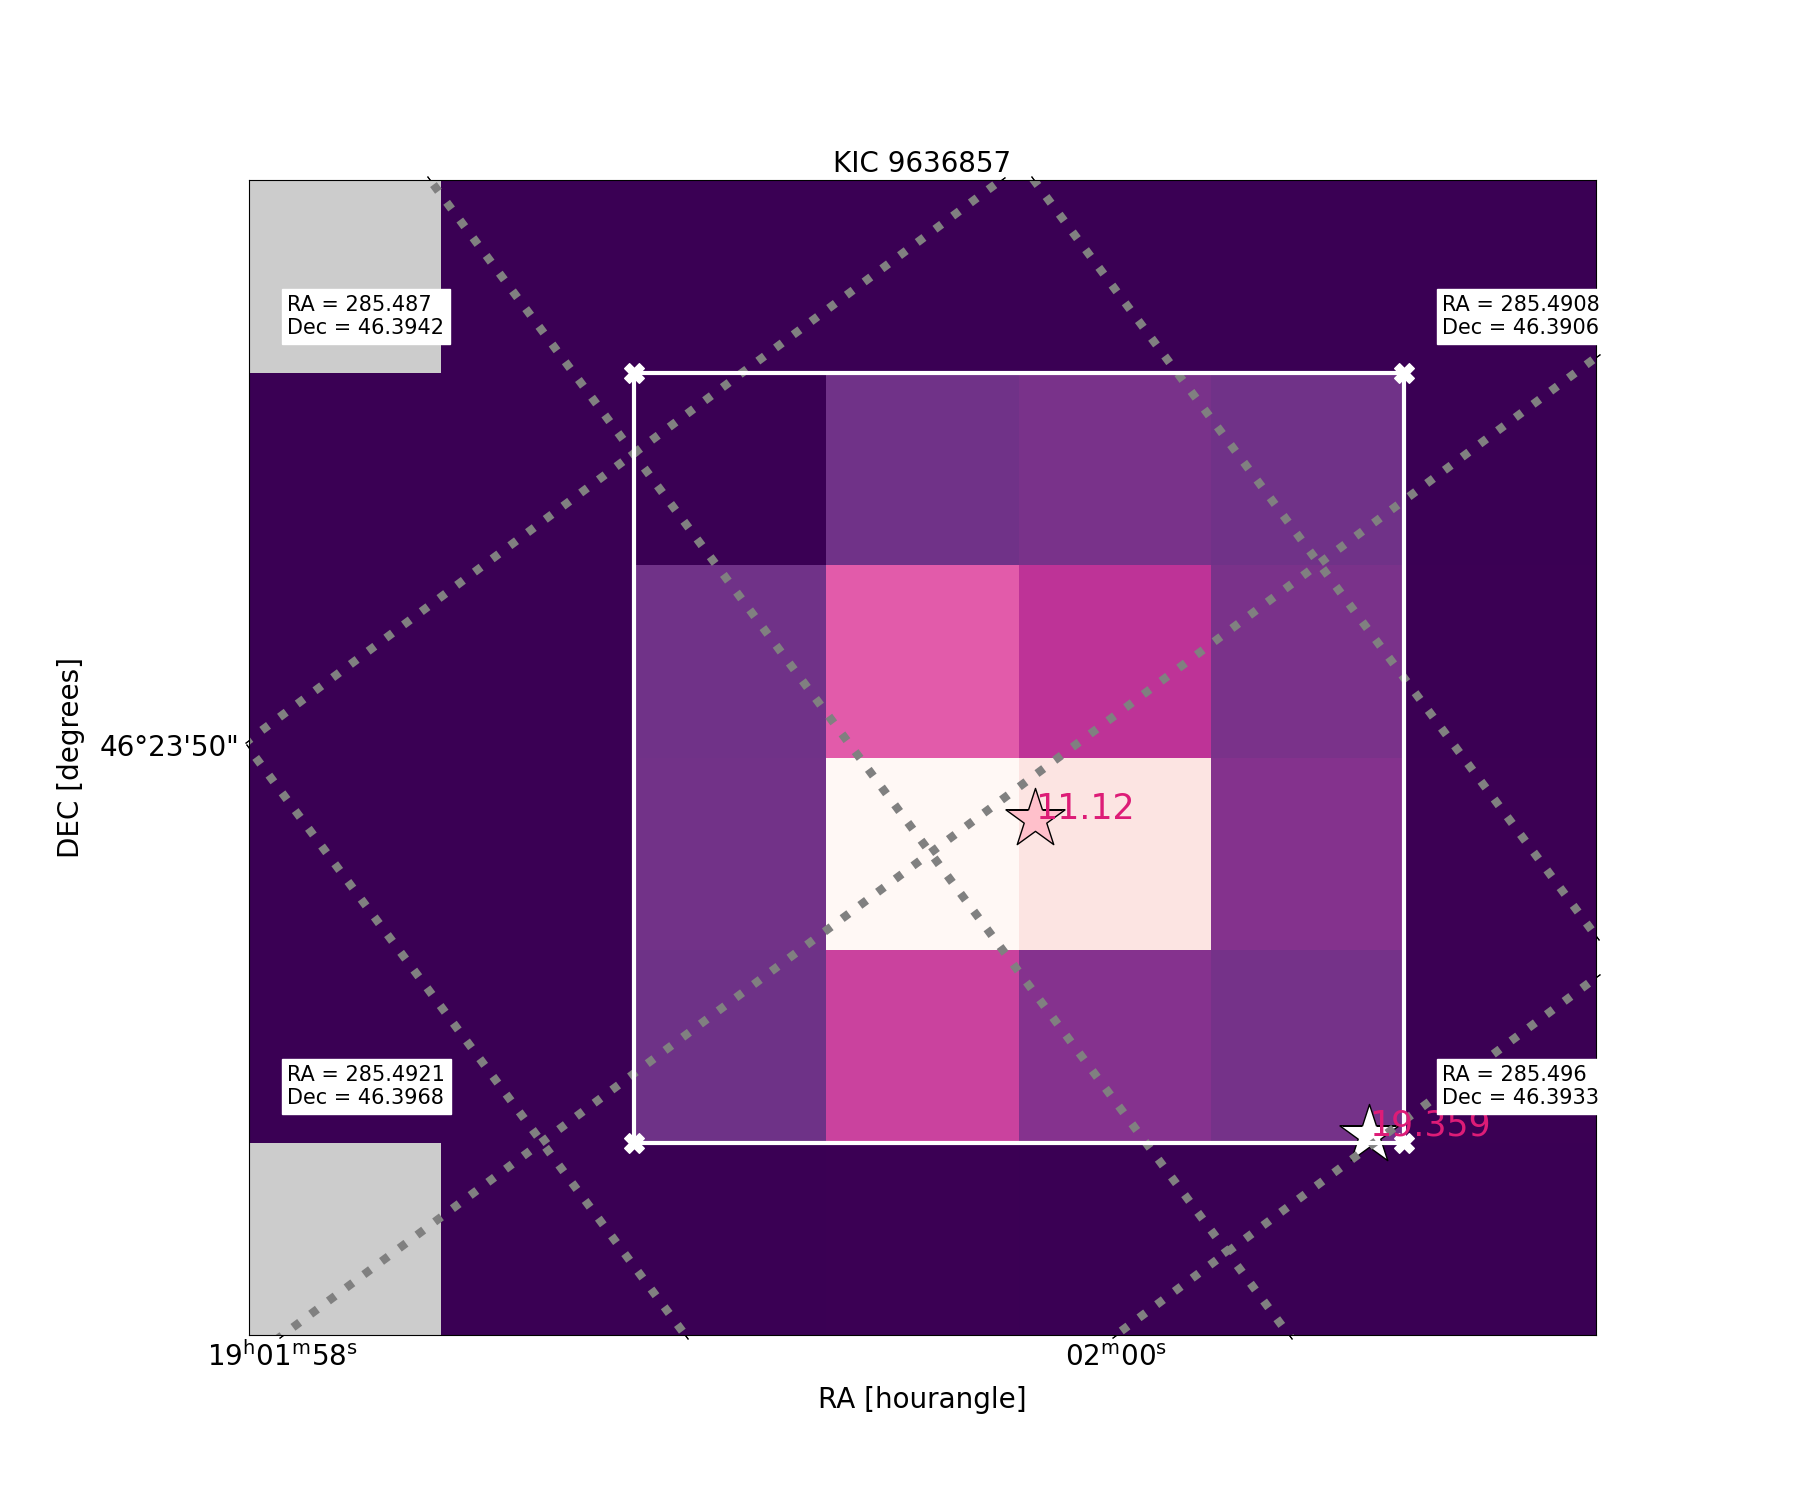 KIC 9636857
RA = 285.487
Dec = 46.3942
RA = 285.4908
Dec = 46.3906
DEC [degrees]
46°23'50"
11.12
RA = 285.4921
Dec = 46.3968
RA = 285.496
Dec = 46.3933
19.359
19ʰ01ᵐ58ˢ
02ᵐ00ˢ
RA [hourangle]